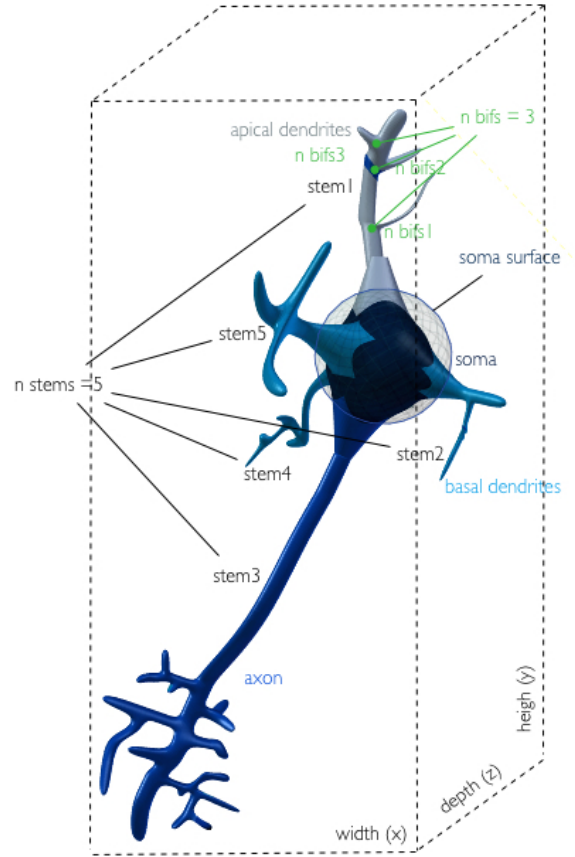 n bifs = 3
apical dendrites
n bifs3
n bifs2
stem1
n bifs1
soma surface
stem5
soma
n stems =5
stem2
stem4
basal dendrites
stem3
axon
heigh (y)
depth (z)
width (x)